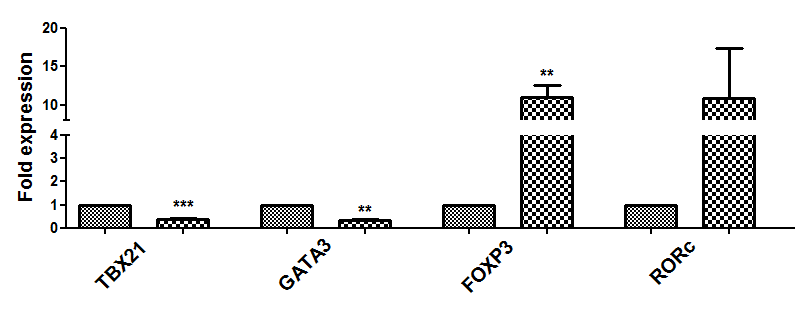 Fold expression
20
15
10
4
3
2
1
0
***
**
**
TBX21
GATA3
FOXP3
RORc